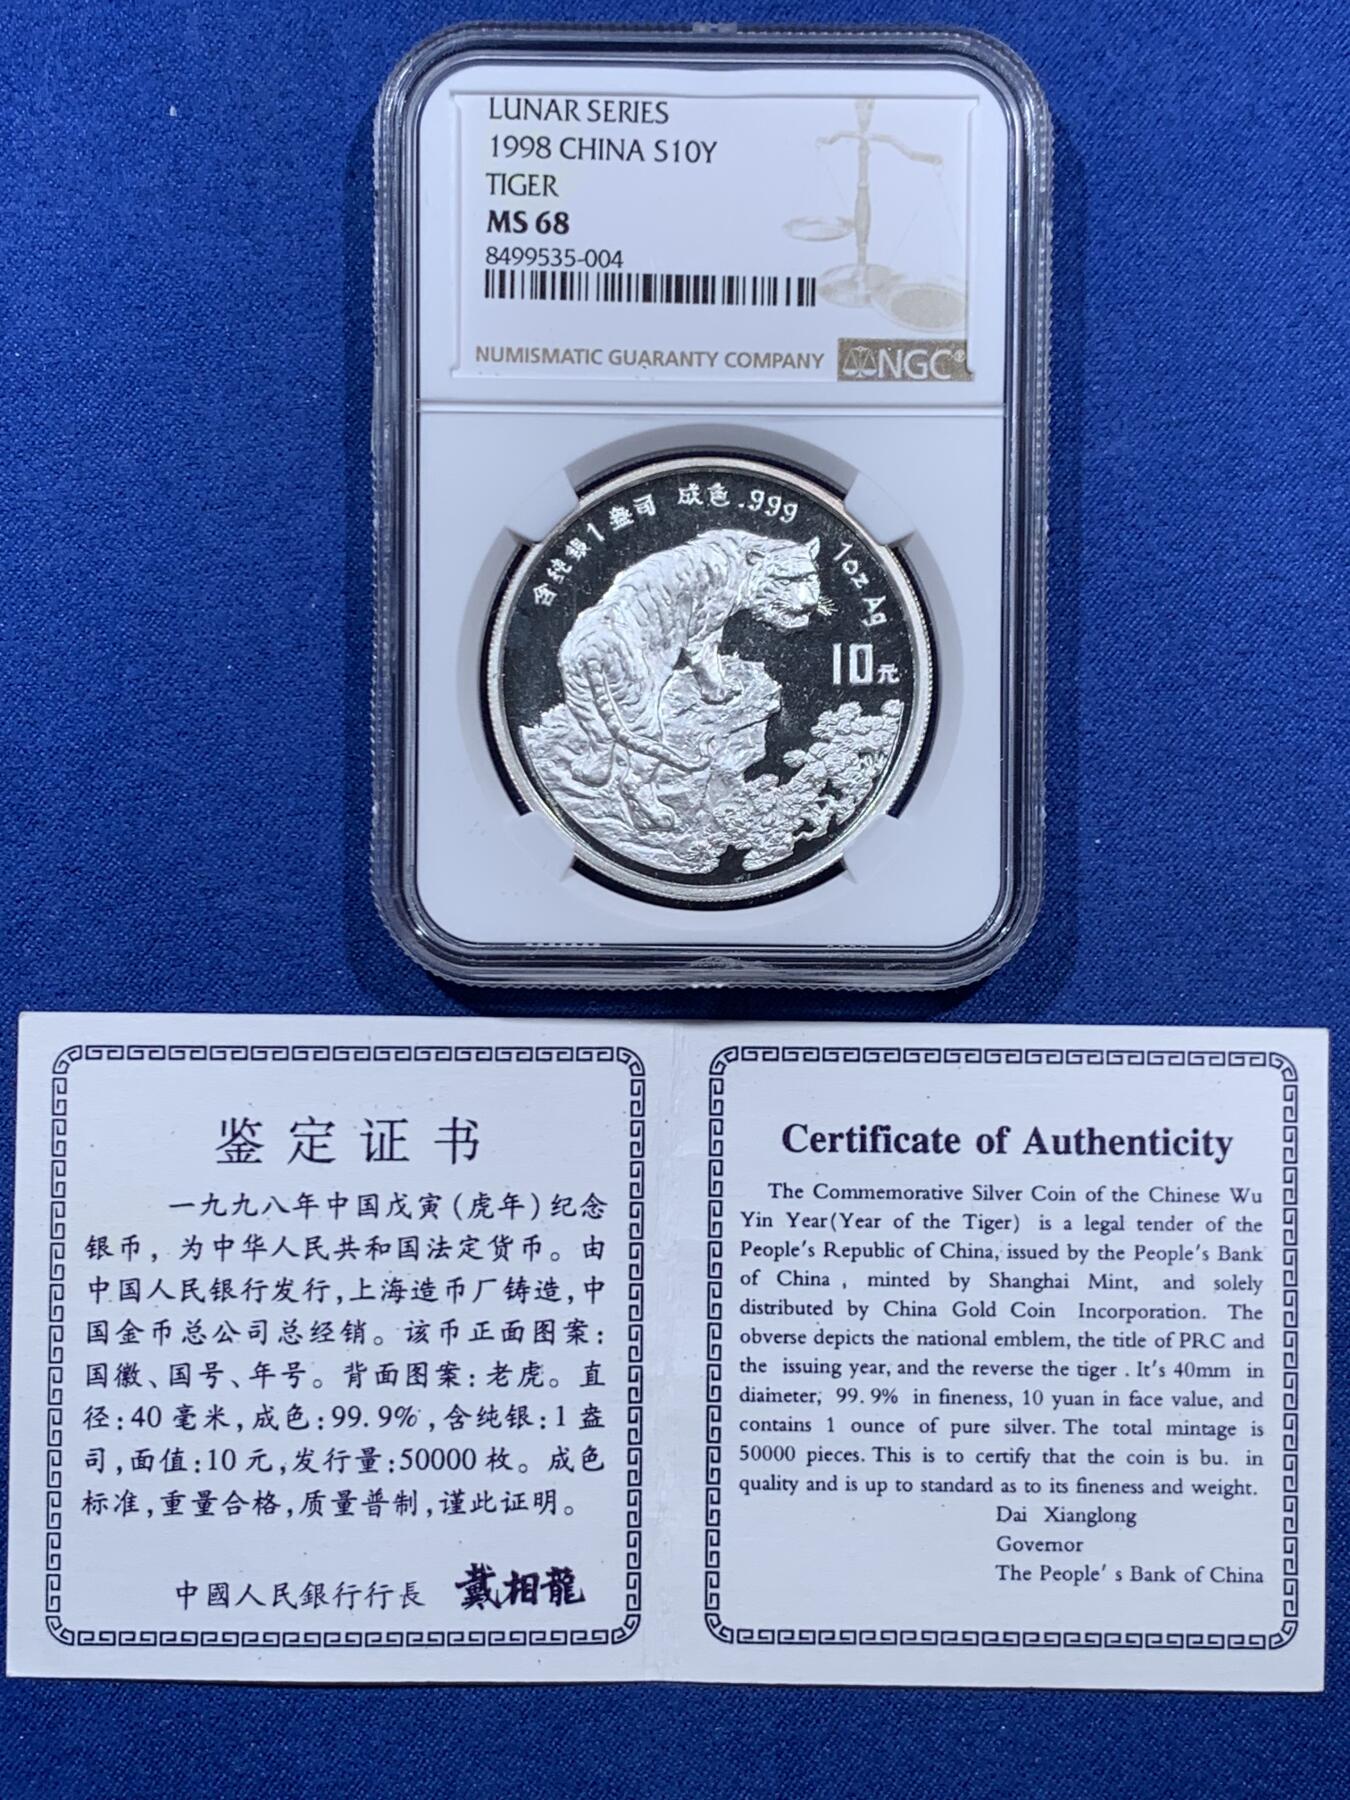 LUNAR SERIES
1998 CHINA S10Y
TIGER
MS 68
8499535-004
NUMISMATIC GUARANTY COMPANY NGC®
含纯银1盎司 成色.999 1oz Ag
10元
鉴定证书
一九九八年中国戊寅(虎年)纪念
银币，为中华人民共和国法定货币。由
中国人民银行发行,上海造币厂铸造,中
国金币总公司总经销。该币正面图案:
国徽、国号、年号。背面图案:老虎。直
径:40毫米,成色:99.9%,含纯银:1盎
司,面值:10元,发行量:50000枚。成色
标准,重量合格,质量普制,谨此证明。
中國人民銀行行長 戴相龍
Certificate of Authenticity
The Commemorative Silver Coin of the Chinese Wu
Yin Year(Year of the Tiger) is a legal tender of the
People's Republic of China, issued by the People's Bank
of China , minted by Shanghai Mint, and solely
distributed by China Gold Coin Incorporation. The
obverse depicts the national emblem, the title of PRC and
the issuing year, and the reverse the tiger . It's 40mm in
diameter, 99.9% in fineness, 10 yuan in face value, and
contains 1 ounce of pure silver. The total mintage is
50000 pieces. This is to certify that the coin is bu. in
quality and is up to standard as to its fineness and weight.
Dai Xianglong
Governor
The People's Bank of China